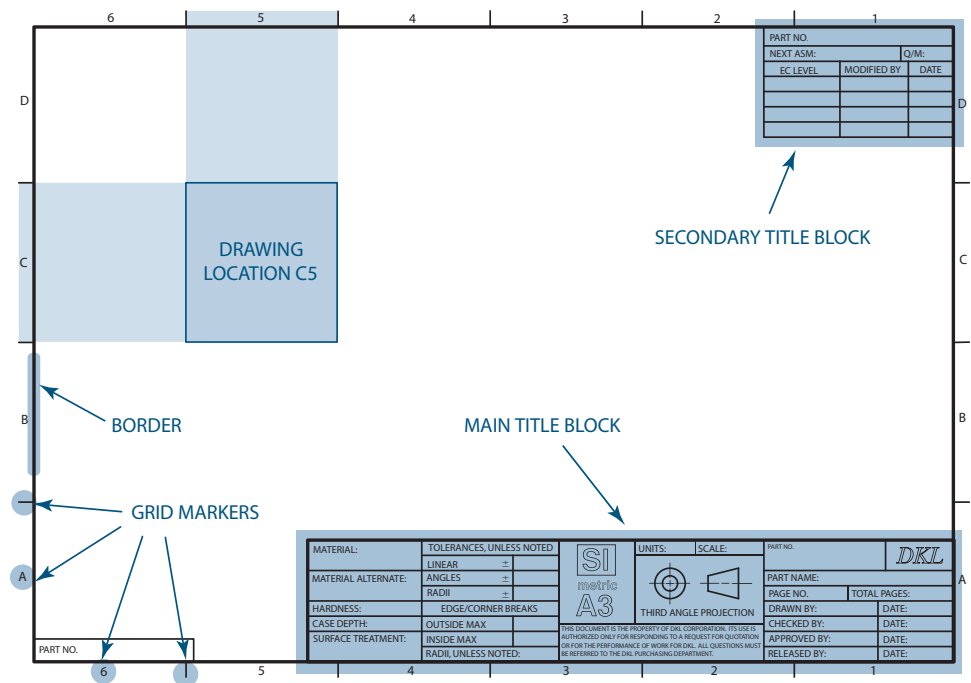 6 5 4 3 2 1
PART NO.
NEXT ASM: Q/M:
EC LEVEL MODIFIED BY DATE
D D
SECONDARY TITLE BLOCK
DRAWING
LOCATION C5
C C
B B
BORDER
MAIN TITLE BLOCK
GRID MARKERS
A A
MATERIAL:
MATERIAL ALTERNATE:
HARDNESS:
CASE DEPTH:
SURFACE TREATMENT:
TOLERANCES, UNLESS NOTED
LINEAR ±
ANGLES ±
RADII ±
EDGE/CORNER BREAKS
OUTSIDE MAX
INSIDE MAX
RADII, UNLESS NOTED:
SI
metric
A3
UNITS: SCALE:
THIRD ANGLE PROJECTION
THIS DOCUMENT IS THE PROPERTY OF DKL CORPORATION. ITS USE IS
AUTHORIZED ONLY FOR RESPONDING TO A REQUEST FOR QUOTATION
OR FOR THE PERFORMANCE OF WORK FOR DKL. ALL QUESTIONS MUST
BE REFERRED TO THE DKL PURCHASING DEPARTMENT.
PART NO. DKL
PART NAME:
PAGE NO. TOTAL PAGES:
DRAWN BY: DATE:
CHECKED BY: DATE:
APPROVED BY: DATE:
RELEASED BY: DATE:
PART NO.
6 5 4 3 2 1